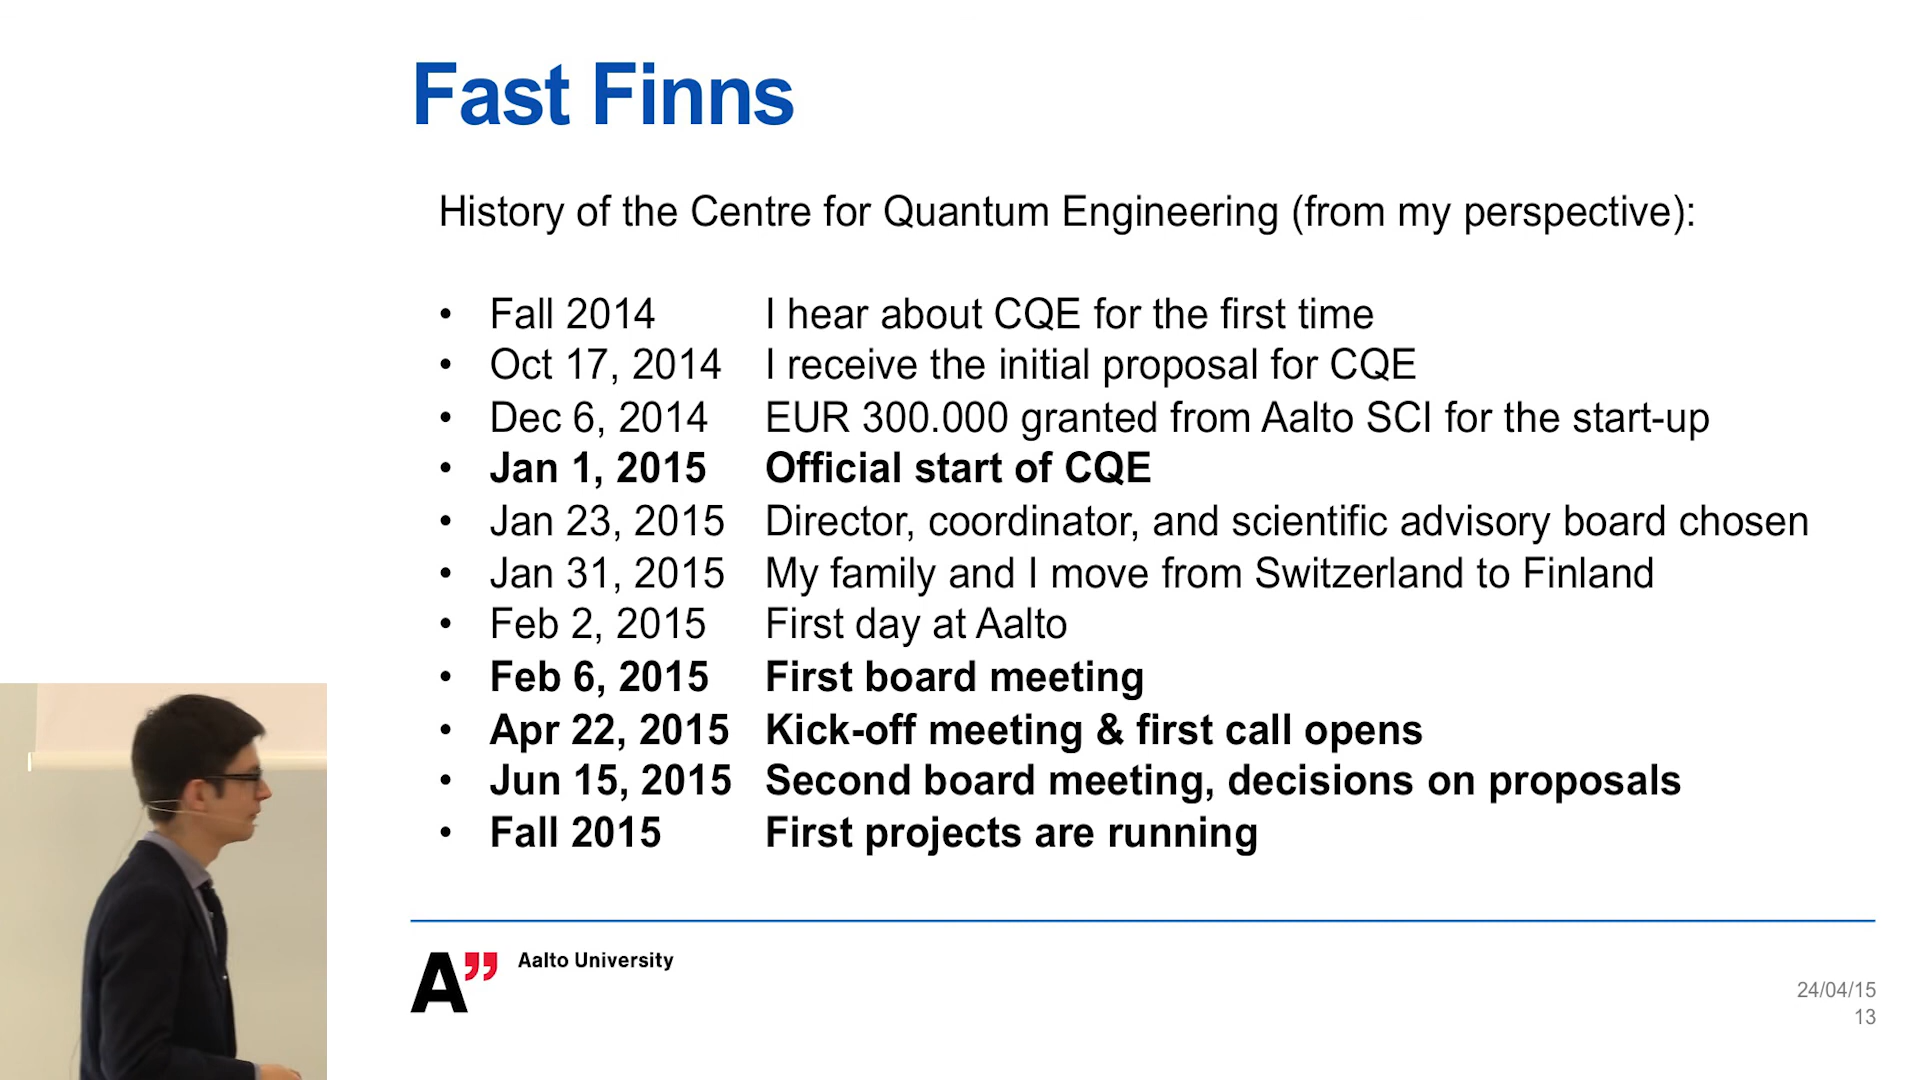 Fast Finns
History of the Centre for Quantum Engineering (from my perspective):
• Fall 2014 I hear about CQE for the first time
• Oct 17, 2014 I receive the initial proposal for CQE
• Dec 6, 2014 EUR 300.000 granted from Aalto SCI for the start-up
• Jan 1, 2015 Official start of CQE
• Jan 23, 2015 Director, coordinator, and scientific advisory board chosen
• Jan 31, 2015 My family and I move from Switzerland to Finland
• Feb 2, 2015 First day at Aalto
• Feb 6, 2015 First board meeting
• Apr 22, 2015 Kick-off meeting & first call opens
• Jun 15, 2015 Second board meeting, decisions on proposals
• Fall 2015 First projects are running
A” Aalto University
24/04/15
13